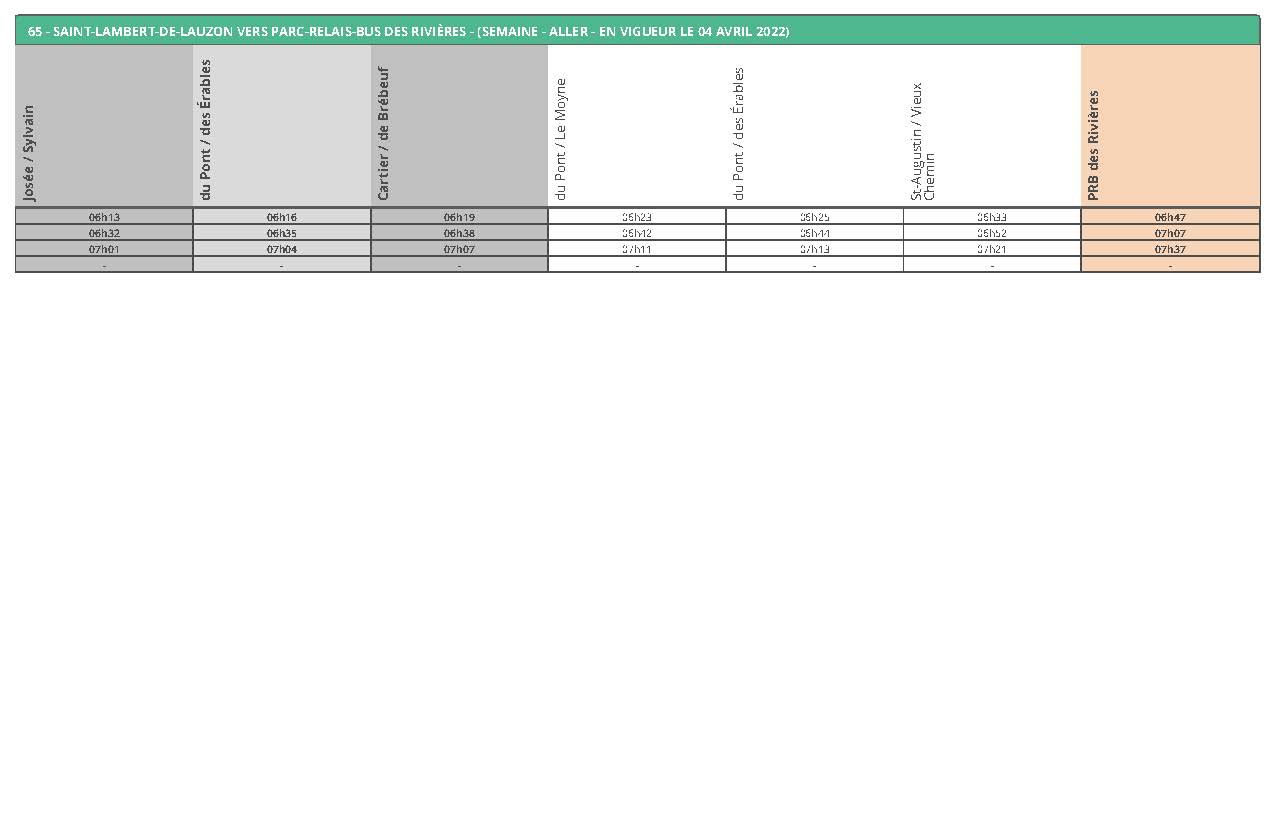 65 - SAINT-LAMBERT-DE-LAUZON VERS PARC-RELAIS-BUS DES RIVIÈRES - (SEMAINE - ALLER - EN VIGUEUR LE 04 AVRIL 2022)
Josée / Sylvain
du Pont / des Érables
Cartier / de Brébeuf
du Pont / Le Moyne
du Pont / des Érables
St-Augustin / Vieux
Chemin
PRB des Rivières
06h13 06h16 06h19 06h23 06h25 06h33 06h47
06h32 06h35 06h38 06h42 06h44 06h52 07h07
07h01 07h04 07h07 07h11 07h13 07h21 07h37
- - - - - - -